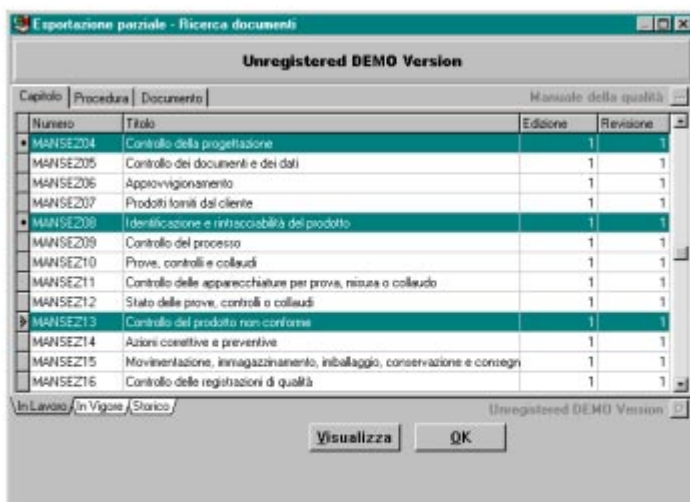 Esportazione parziale - Ricerca documenti
Unregistered DEMO Version
Capitolo Procedura Documento Manuale della qualità ...
Numero Titolo Edizione Revisione
MANSEZ04 Controllo della progettazione 1 1
MANSEZ05 Controllo dei documenti e dei dati 1 1
MANSEZ06 Approvvigionamento 1 1
MANSEZ07 Prodotti forniti dal cliente 1 1
MANSEZ08 Identificazione e rintracciabilità del prodotto 1 1
MANSEZ09 Controllo del processo 1 1
MANSEZ10 Prove, controlli e collaudi 1 1
MANSEZ11 Controllo delle apparecchiature per prova, misura o collaudo 1 1
MANSEZ12 Stato delle prove, controlli o collaudi 1 1
MANSEZ13 Controllo del prodotto non conforme 1 1
MANSEZ14 Azioni correttive e preventive 1 1
MANSEZ15 Movimentazione, immagazzinamento, imballaggio, conservazione e consegn 1 1
MANSEZ16 Controllo delle registrazioni di qualità 1 1
In Lavoro In Vigore Storico Unregistered DEMO Version
Visualizza OK